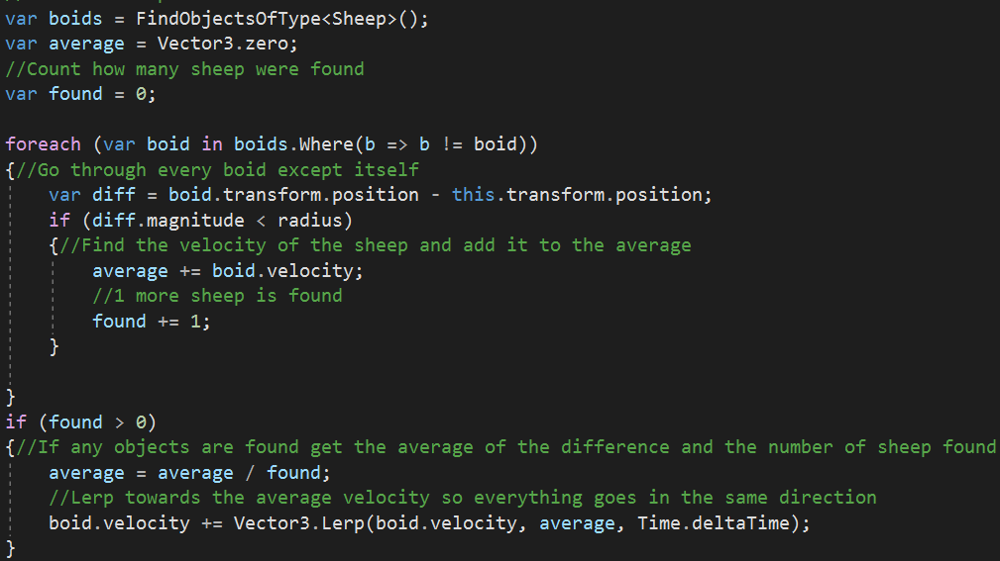 var boids = FindObjectsOfType<Sheep>();
var average = Vector3.zero;
//Count how many sheep were found
var found = 0;
foreach (var boid in boids.Where(b => b != boid))
{//Go through every boid except itself
var diff = boid.transform.position - this.transform.position;
if (diff.magnitude < radius)
{//Find the velocity of the sheep and add it to the average
average += boid.velocity;
//1 more sheep is found
found += 1;
}
}
if (found > 0)
{//If any objects are found get the average of the difference and the number of sheep found
average = average / found;
//Lerp towards the average velocity so everything goes in the same direction
boid.velocity += Vector3.Lerp(boid.velocity, average, Time.deltaTime);
}